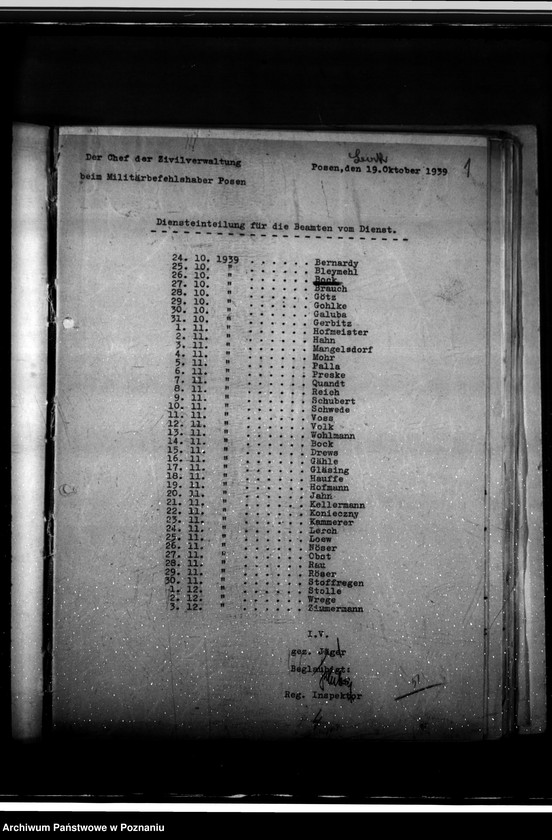 Der Chef der Zivilverwaltung
beim Militärbefehlshaber Posen
Posen,den 19.Oktober 1939
1
Diensteinteilung für die Beamten vom Dienst.
24. 10. 1939 . . . . . . Bernardy
25. 10. " . . . . . . Bleymehl
26. 10. " . . . . . . Bock
27. 10. " . . . . . . Brauch
28. 10. " . . . . . . Götz
29. 10. " . . . . . . Gohlke
30. 10. " . . . . . . Galuba
31. 10. " . . . . . . Gerbitz
1. 11. " . . . . . . Hofmeister
2. 11. " . . . . . . Hahn
3. 11. " . . . . . . Mangelsdorf
4. 11. " . . . . . . Mohr
5. 11. " . . . . . . Palla
6. 11. " . . . . . . Preske
7. 11. " . . . . . . Quandt
8. 11. " . . . . . . Reich
9. 11. " . . . . . . Schubert
10. 11. " . . . . . . Schwede
11. 11. " . . . . . . Voss
12. 11. " . . . . . . Volk
13. 11. " . . . . . . Wohlmann
14. 11. " . . . . . . Bock
15. 11. " . . . . . . Drews
16. 11. " . . . . . . Gähle
17. 11. " . . . . . . Gläsing
18. 11. " . . . . . . Hauffe
19. 11. " . . . . . . Hofmann
20. 11. " . . . . . . Jahn
21. 11. " . . . . . . Kellermann
22. 11. " . . . . . . Konieczny
23. 11. " . . . . . . Kammerer
24. 11. " . . . . . . Lerch
25. 11. " . . . . . . Loew
26. 11. " . . . . . . Nöser
27. 11. " . . . . . . Obot
28. 11. " . . . . . . Rau
29. 11. " . . . . . . Röser
30. 11. " . . . . . . Stoffregen
1. 12. " . . . . . . Stolle
2. 12. " . . . . . . Wrege
3. 12. " . . . . . . Zimmermann
I.V.
gez. Jäger
Beglaubigt:
Reg. Inspektor
Archiwum Państwowe w Poznaniu